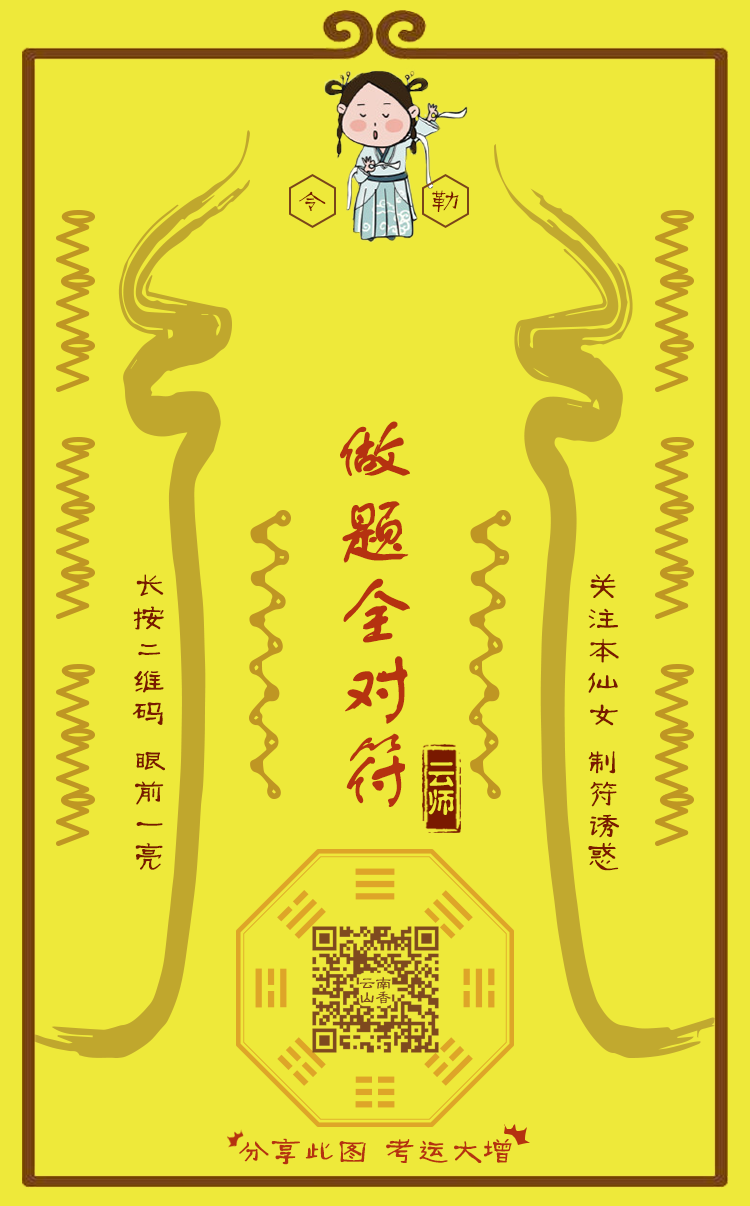 令 勒
做题全对符
云师
关注本仙女 制符诱惑
长按二维码 眼前一亮
云南
山香
分享此图 考运大增